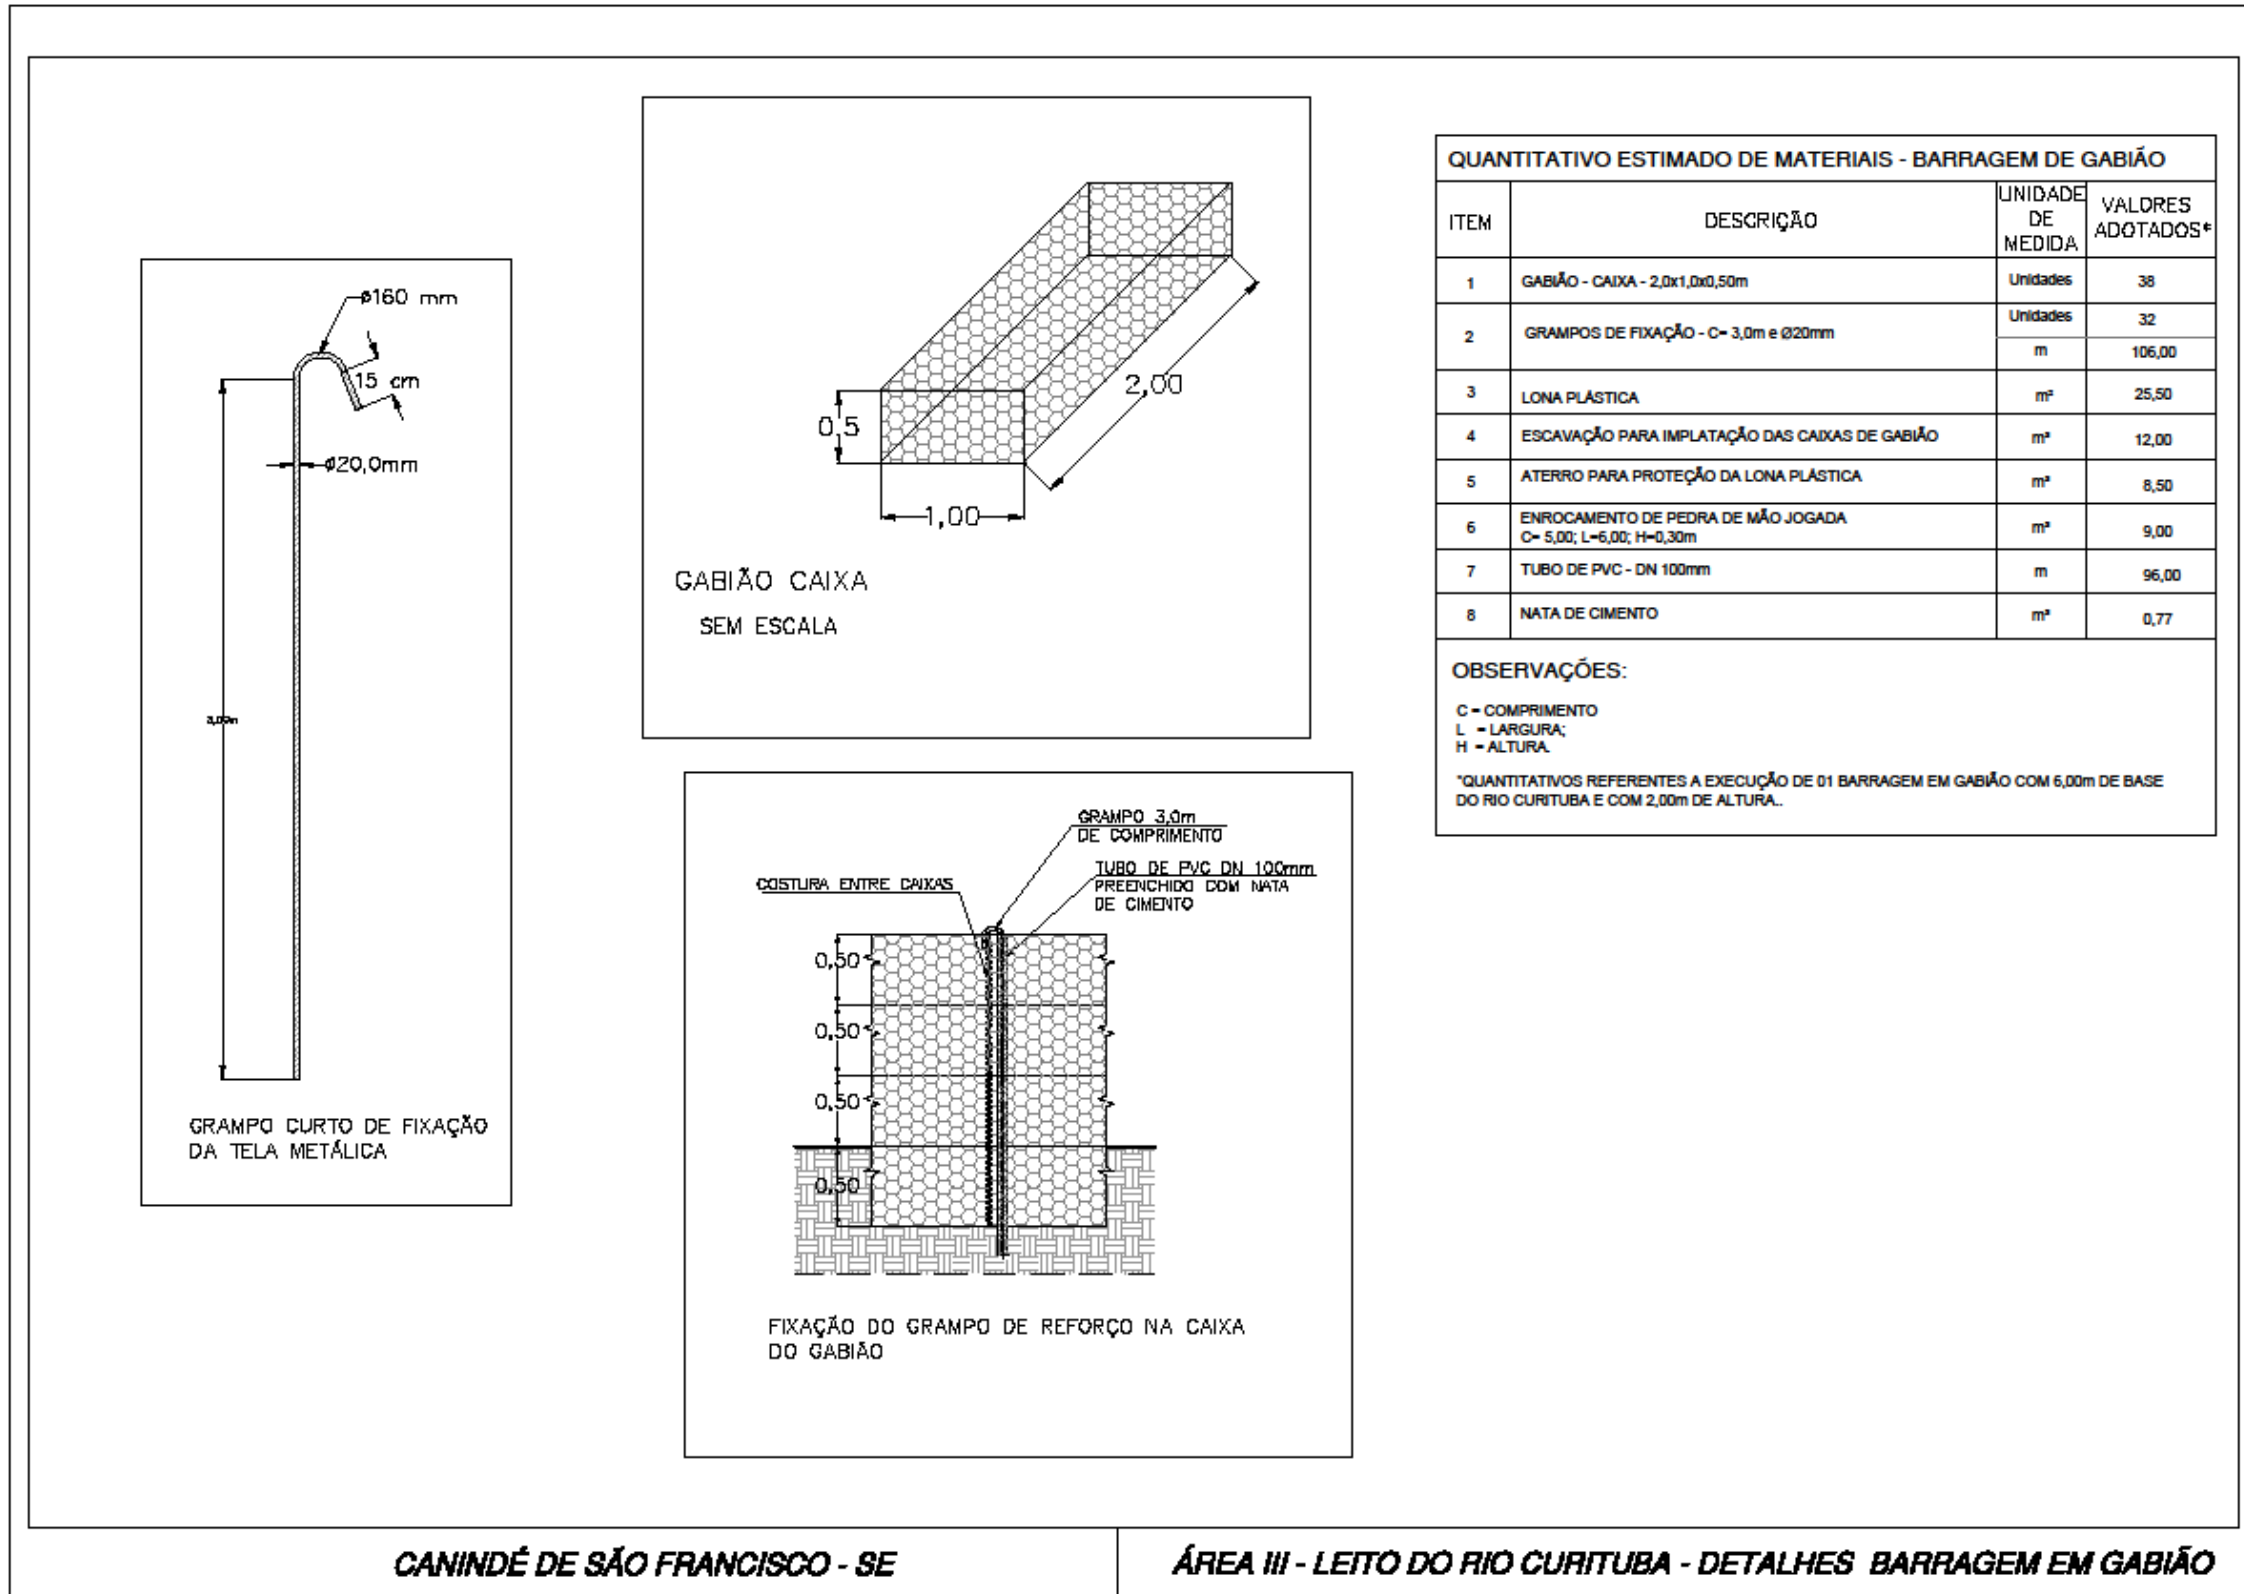 ø160 mm
15 cm
ø20,0mm
3,00m
GRAMPO CURTO DE FIXAÇÃO
DA TELA METÁLICA
0,5
1,00
2,00
GABIÃO CAIXA
SEM ESCALA
GRAMPO 3,0m
DE COMPRIMENTO
TUBO DE PVC DN 100mm
PREENCHIDO COM NATA
DE CIMENTO
COSTURA ENTRE CAIXAS
0,50
0,50
0,50
0,50
FIXAÇÃO DO GRAMPO DE REFORÇO NA CAIXA
DO GABIÃO
QUANTITATIVO ESTIMADO DE MATERIAIS - BARRAGEM DE GABIÃO
ITEM DESCRIÇÃO UNIDADE DE MEDIDA VALORES ADOTADOS*
1 GABIÃO - CAIXA - 2,0x1,0x0,50m Unidades 38
2 GRAMPOS DE FIXAÇÃO - C= 3,0m e Ø20mm Unidades 32
m 106,00
3 LONA PLÁSTICA m² 25,50
4 ESCAVAÇÃO PARA IMPLATAÇÃO DAS CAIXAS DE GABIÃO m³ 12,00
5 ATERRO PARA PROTEÇÃO DA LONA PLÁSTICA m³ 8,50
6 ENROCAMENTO DE PEDRA DE MÃO JOGADA
C= 5,00; L=6,00; H=0,30m m³ 9,00
7 TUBO DE PVC - DN 100mm m 96,00
8 NATA DE CIMENTO m³ 0,77
OBSERVAÇÕES:
C = COMPRIMENTO
L = LARGURA;
H = ALTURA.
*QUANTITATIVOS REFERENTES A EXECUÇÃO DE 01 BARRAGEM EM GABIÃO COM 6,00m DE BASE
DO RIO CURITUBA E COM 2,00m DE ALTURA..
CANINDÉ DE SÃO FRANCISCO - SE
ÁREA III - LEITO DO RIO CURITUBA - DETALHES BARRAGEM EM GABIÃO